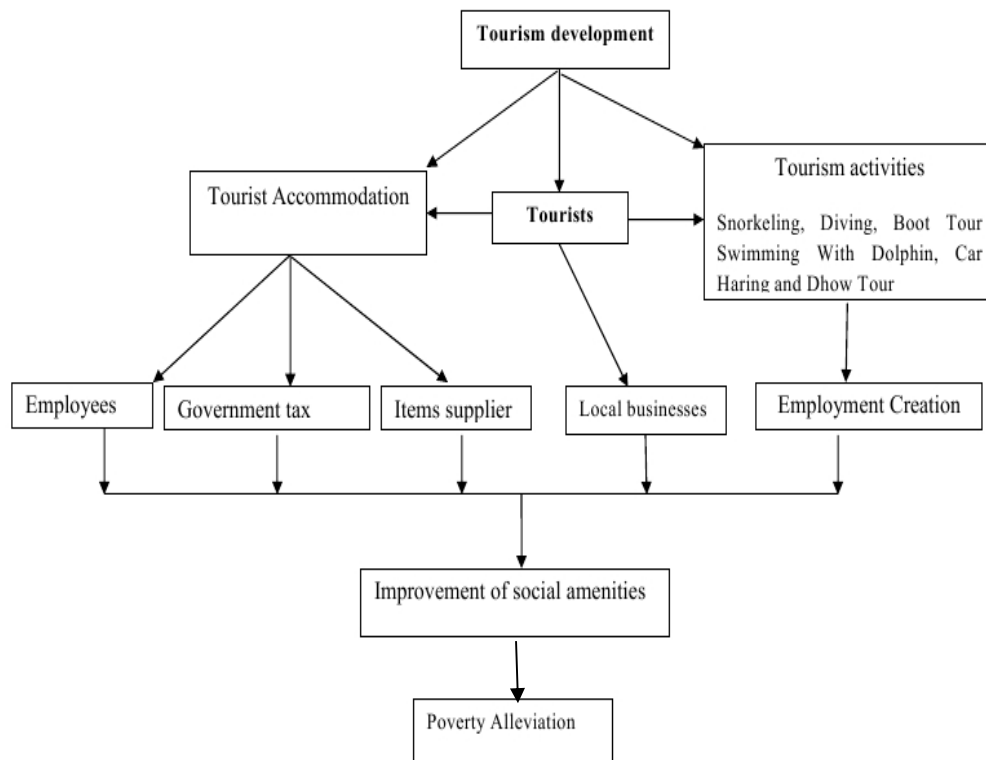 Tourism development
Tourist Accommodation
Tourists
Tourism activities
Snorkeling, Diving, Boot Tour
Swimming With Dolphin, Car
Haring and Dhow Tour
Employees
Government tax
Items supplier
Local businesses
Employment Creation
Improvement of social amenities
Poverty Alleviation